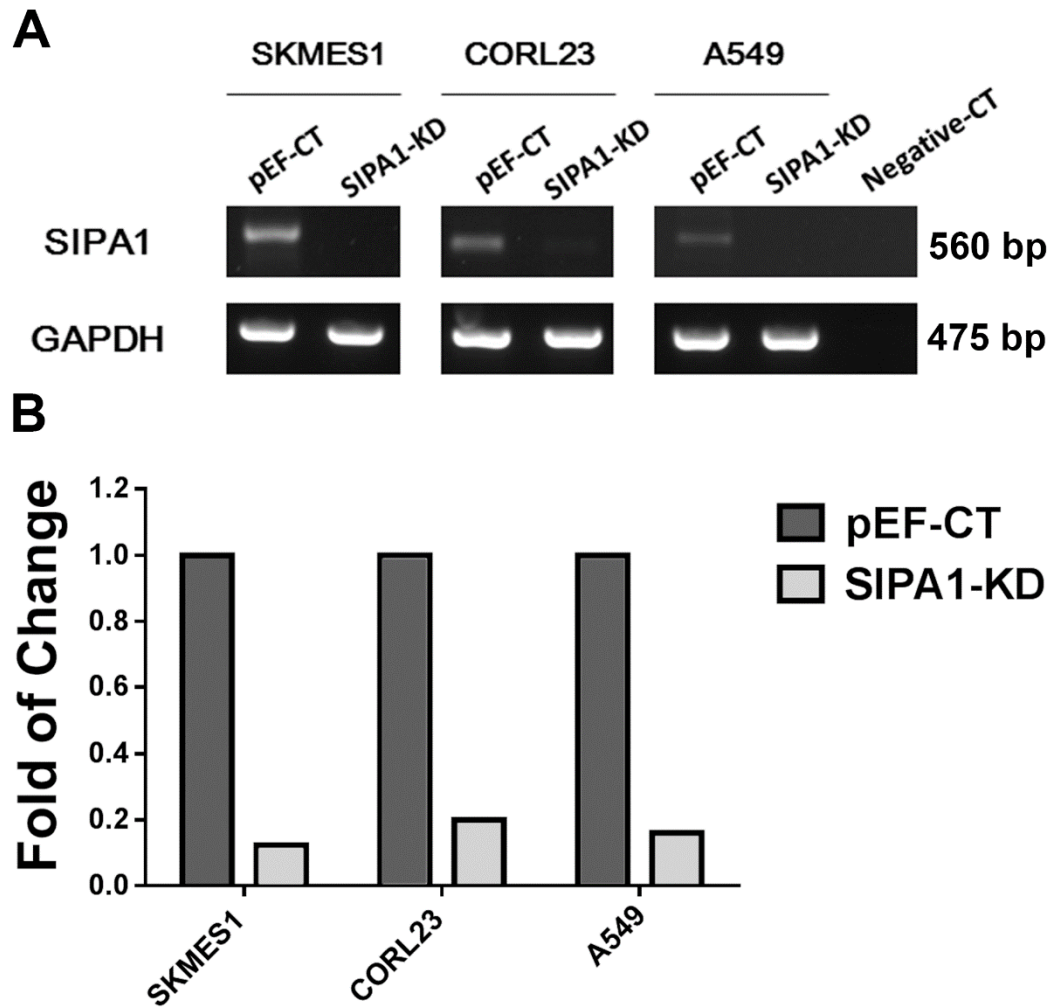 A
SKMES1 CORL23 A549
pEF-CT SIPA1-KD pEF-CT SIPA1-KD pEF-CT SIPA1-KD Negative-CT
SIPA1 560 bp
GAPDH 475 bp
B
Fold of Change
1.2
1.0
0.8
0.6
0.4
0.2
0.0
SKMES1 CORL23 A549
pEF-CT
SIPA1-KD